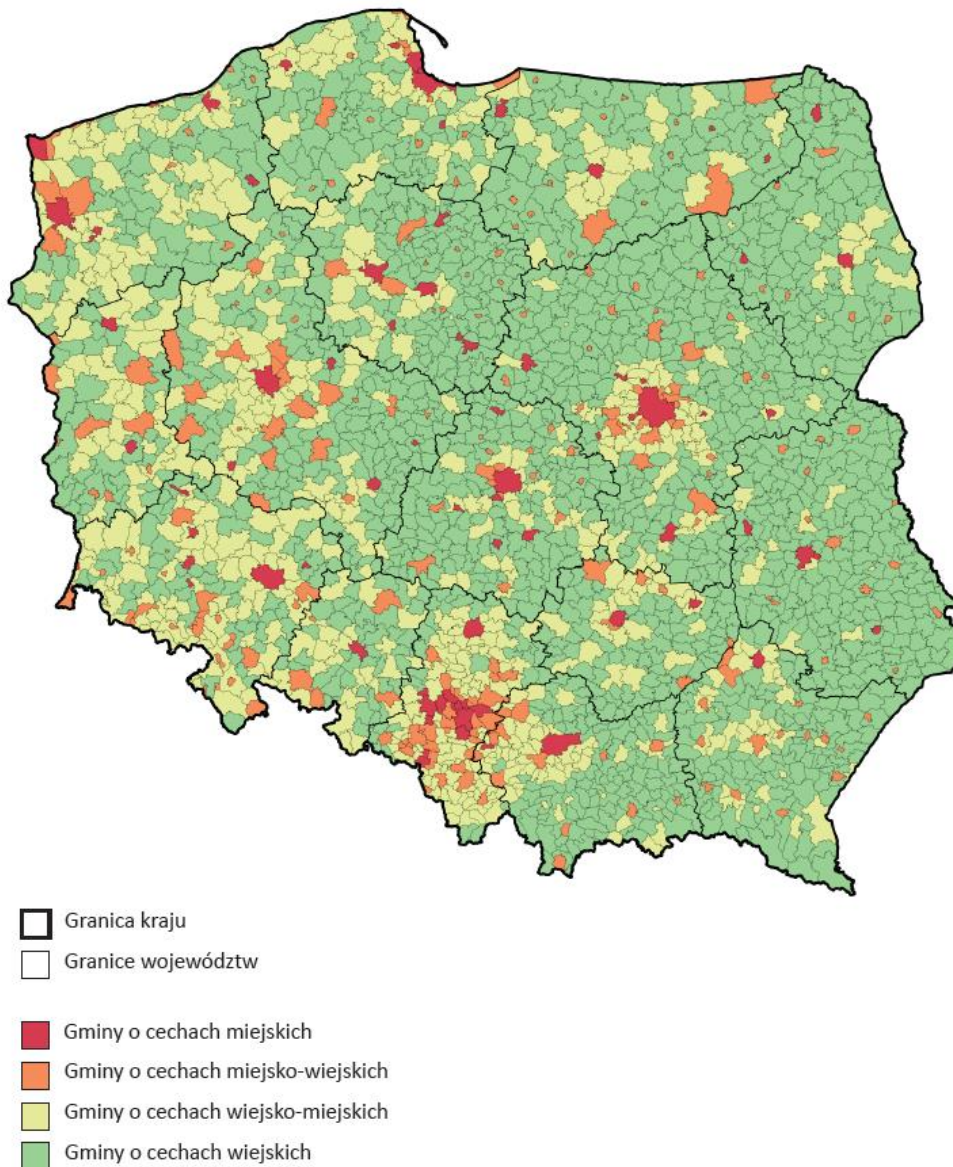 Granica kraju
Granice województw
Gminy o cechach miejskich
Gminy o cechach miejsko-wiejskich
Gminy o cechach wiejsko-miejskich
Gminy o cechach wiejskich